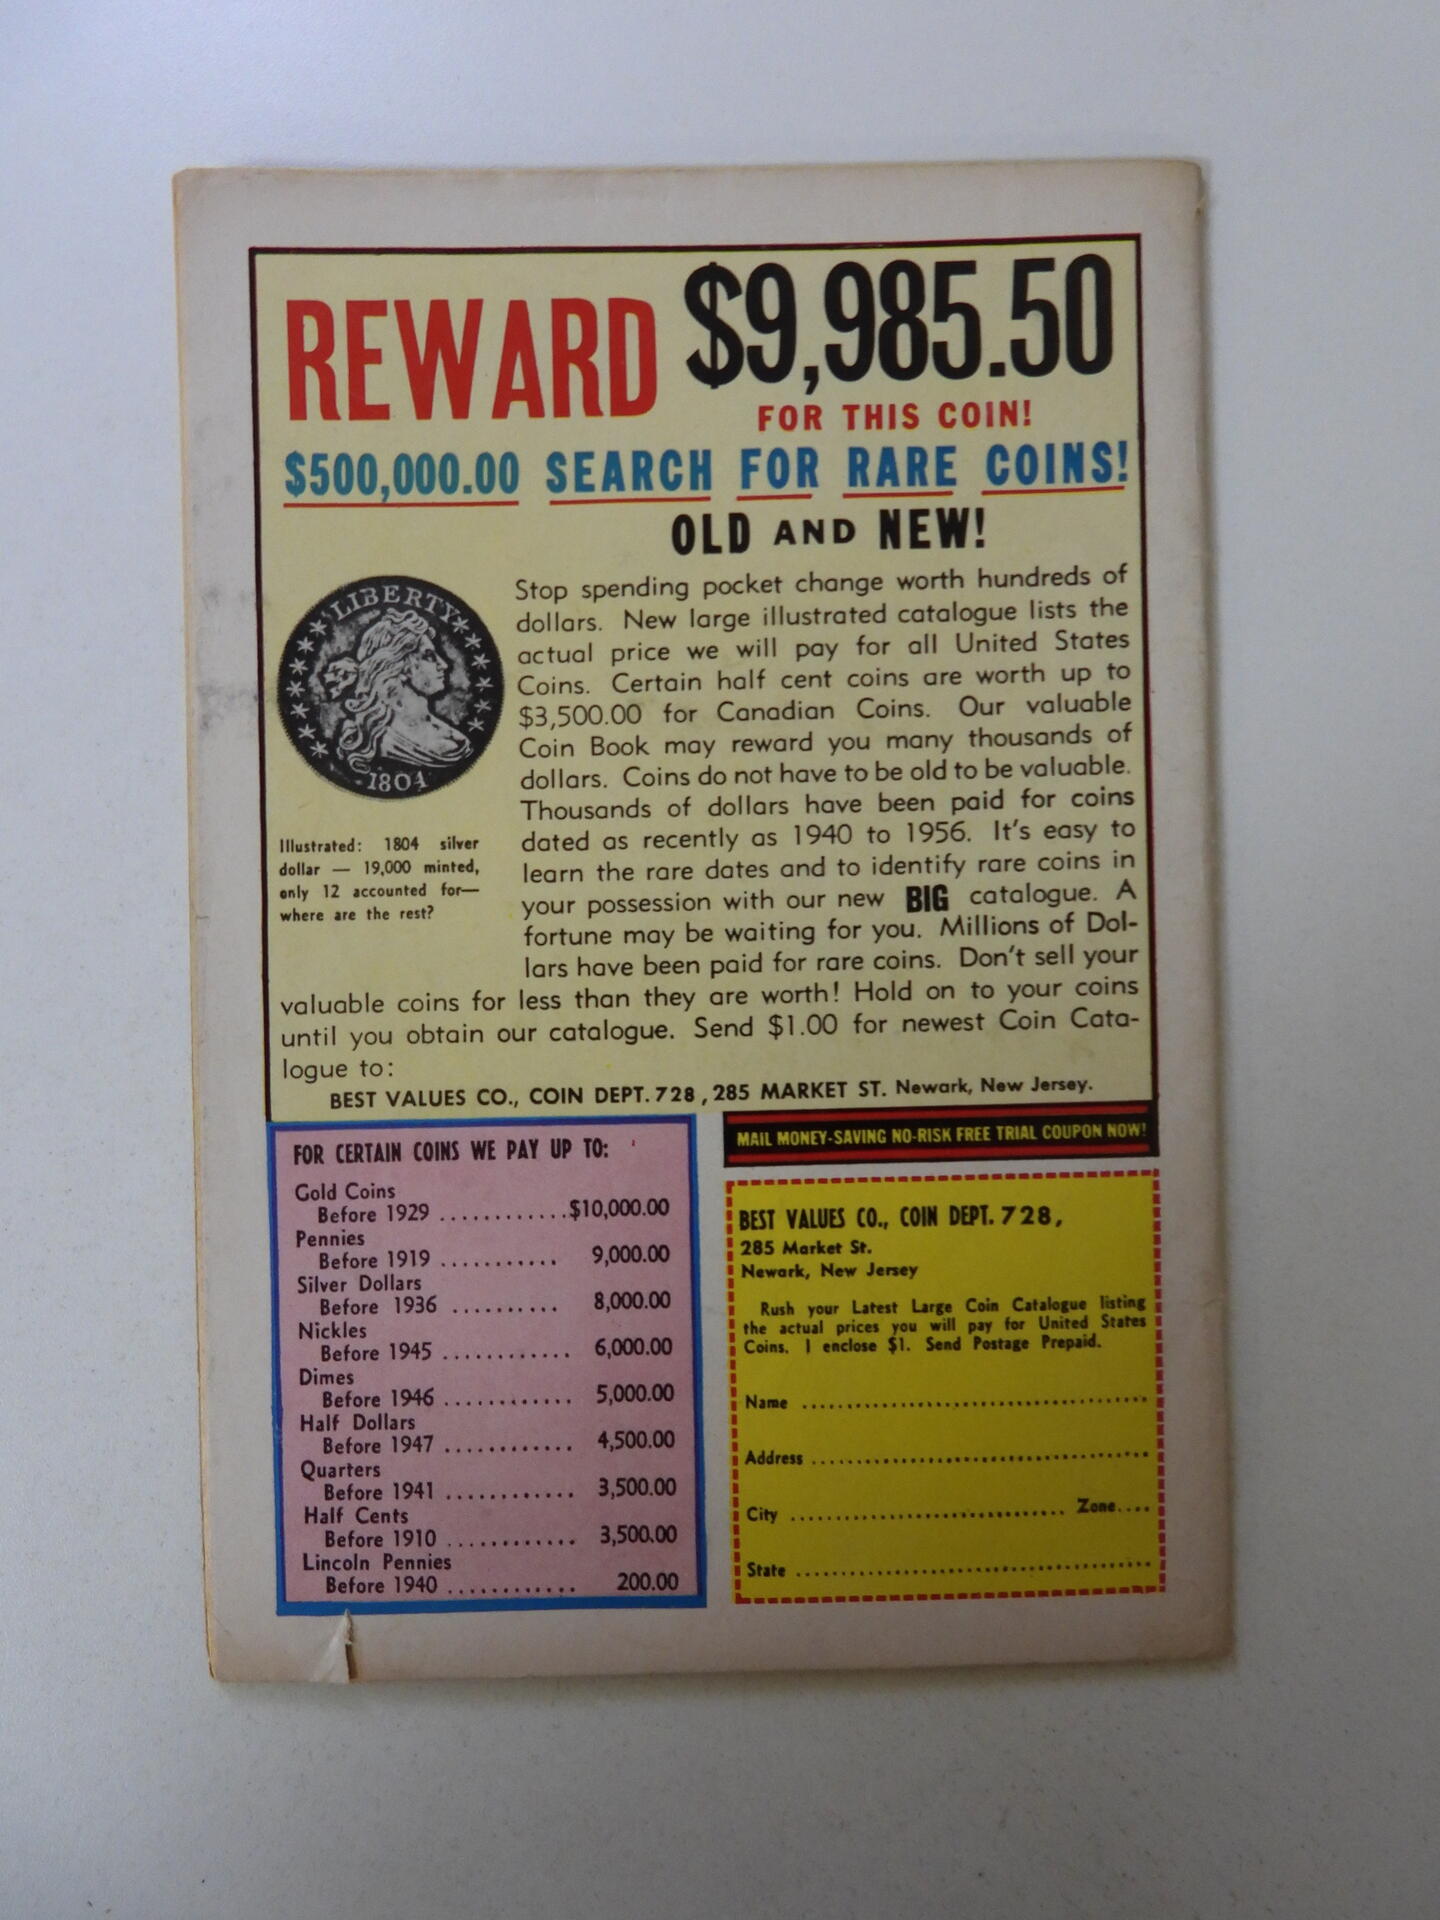 REWARD $9,985.50
FOR THIS COIN!
$500,000.00 SEARCH FOR RARE COINS!
OLD AND NEW!
LIBERTY
1804
Illustrated: 1804 silver
dollar — 19,000 minted,
only 12 accounted for—
where are the rest?
Stop spending pocket change worth hundreds of
dollars. New large illustrated catalogue lists the
actual price we will pay for all United States
Coins. Certain half cent coins are worth up to
$3,500.00 for Canadian Coins. Our valuable
Coin Book may reward you many thousands of
dollars. Coins do not have to be old to be valuable.
Thousands of dollars have been paid for coins
dated as recently as 1940 to 1956. It's easy to
learn the rare dates and to identify rare coins in
your possession with our new BIG catalogue. A
fortune may be waiting for you. Millions of Dol-
lars have been paid for rare coins. Don't sell your
valuable coins for less than they are worth! Hold on to your coins
until you obtain our catalogue. Send $1.00 for newest Coin Cata-
logue to:
BEST VALUES CO., COIN DEPT. 728, 285 MARKET ST. Newark, New Jersey.
FOR CERTAIN COINS WE PAY UP TO:
Gold Coins
Before 1929 ............$10,000.00
Pennies
Before 1919 ........... 9,000.00
Silver Dollars
Before 1936 .......... 8,000.00
Nickles
Before 1945 ............ 6,000.00
Dimes
Before 1946 ............ 5,000.00
Half Dollars
Before 1947 ............ 4,500.00
Quarters
Before 1941 ............ 3,500.00
Half Cents
Before 1910 ............ 3,500.00
Lincoln Pennies
Before 1940 ............ 200.00
MAIL MONEY-SAVING NO-RISK FREE TRIAL COUPON NOW!
BEST VALUES CO., COIN DEPT. 728,
285 Market St.
Newark, New Jersey
Rush your Latest Large Coin Catalogue listing
the actual prices you will pay for United States
Coins. I enclose $1. Send Postage Prepaid.
Name ........................................
Address ......................................
City ................................ Zone....
State .........................................